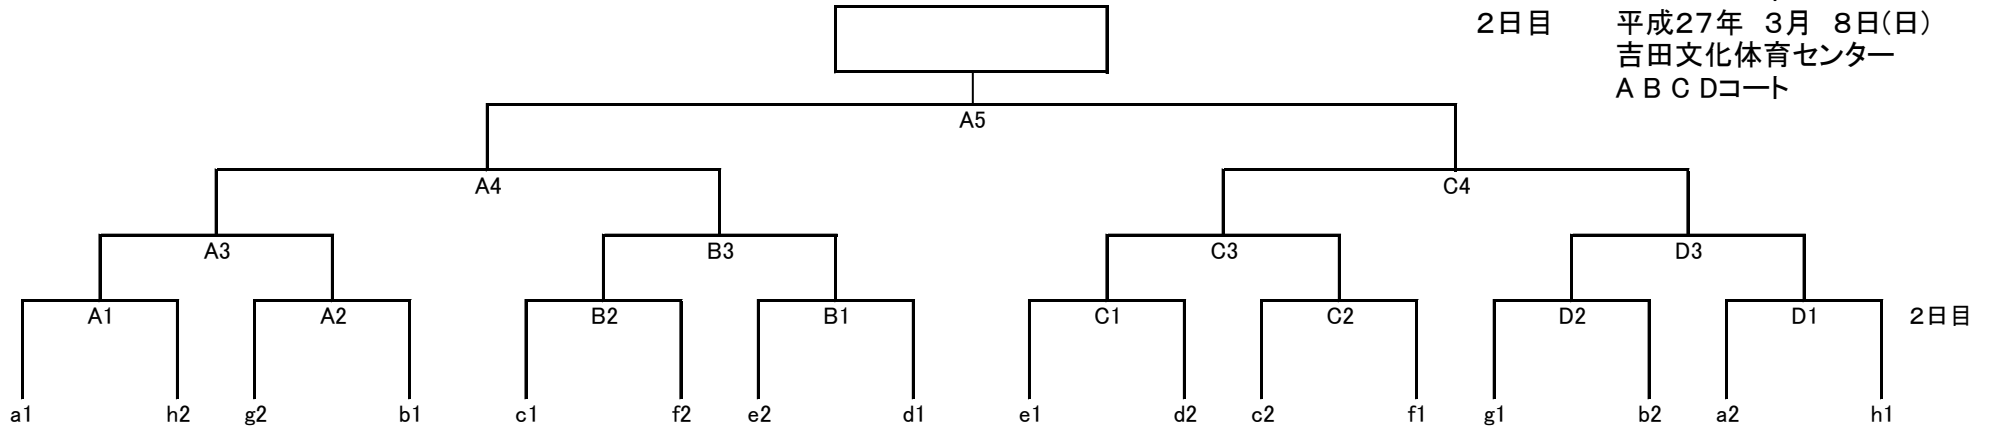 ２日目 平成２７年 ３月 ８日(日)
吉田文化体育センター
A B C Dコート
A5
A4 C4
A3 B3 C3 D3
A1 A2 B2 B1 C1 C2 D2 D1 ２日目
a1 h2 g2 b1 c1 f2 e2 d1 e1 d2 c2 f1 g1 b2 a2 h1